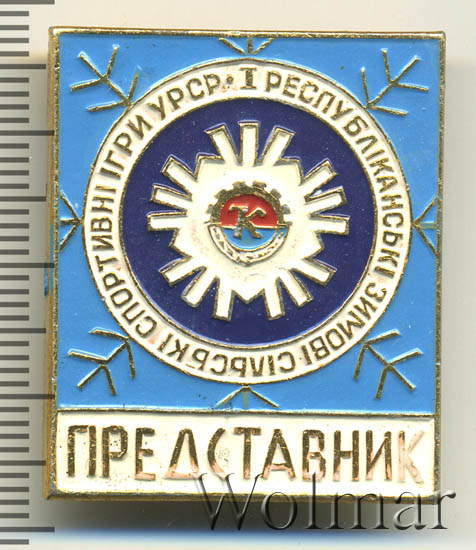 I РЕСПУБЛІКАНСЬКІ ЗИМОВІ СІЛЬСЬКІ СПОРТИВНІ ІГРИ УРСР·
К
ПРЕДСТАВНИК
Wolmar